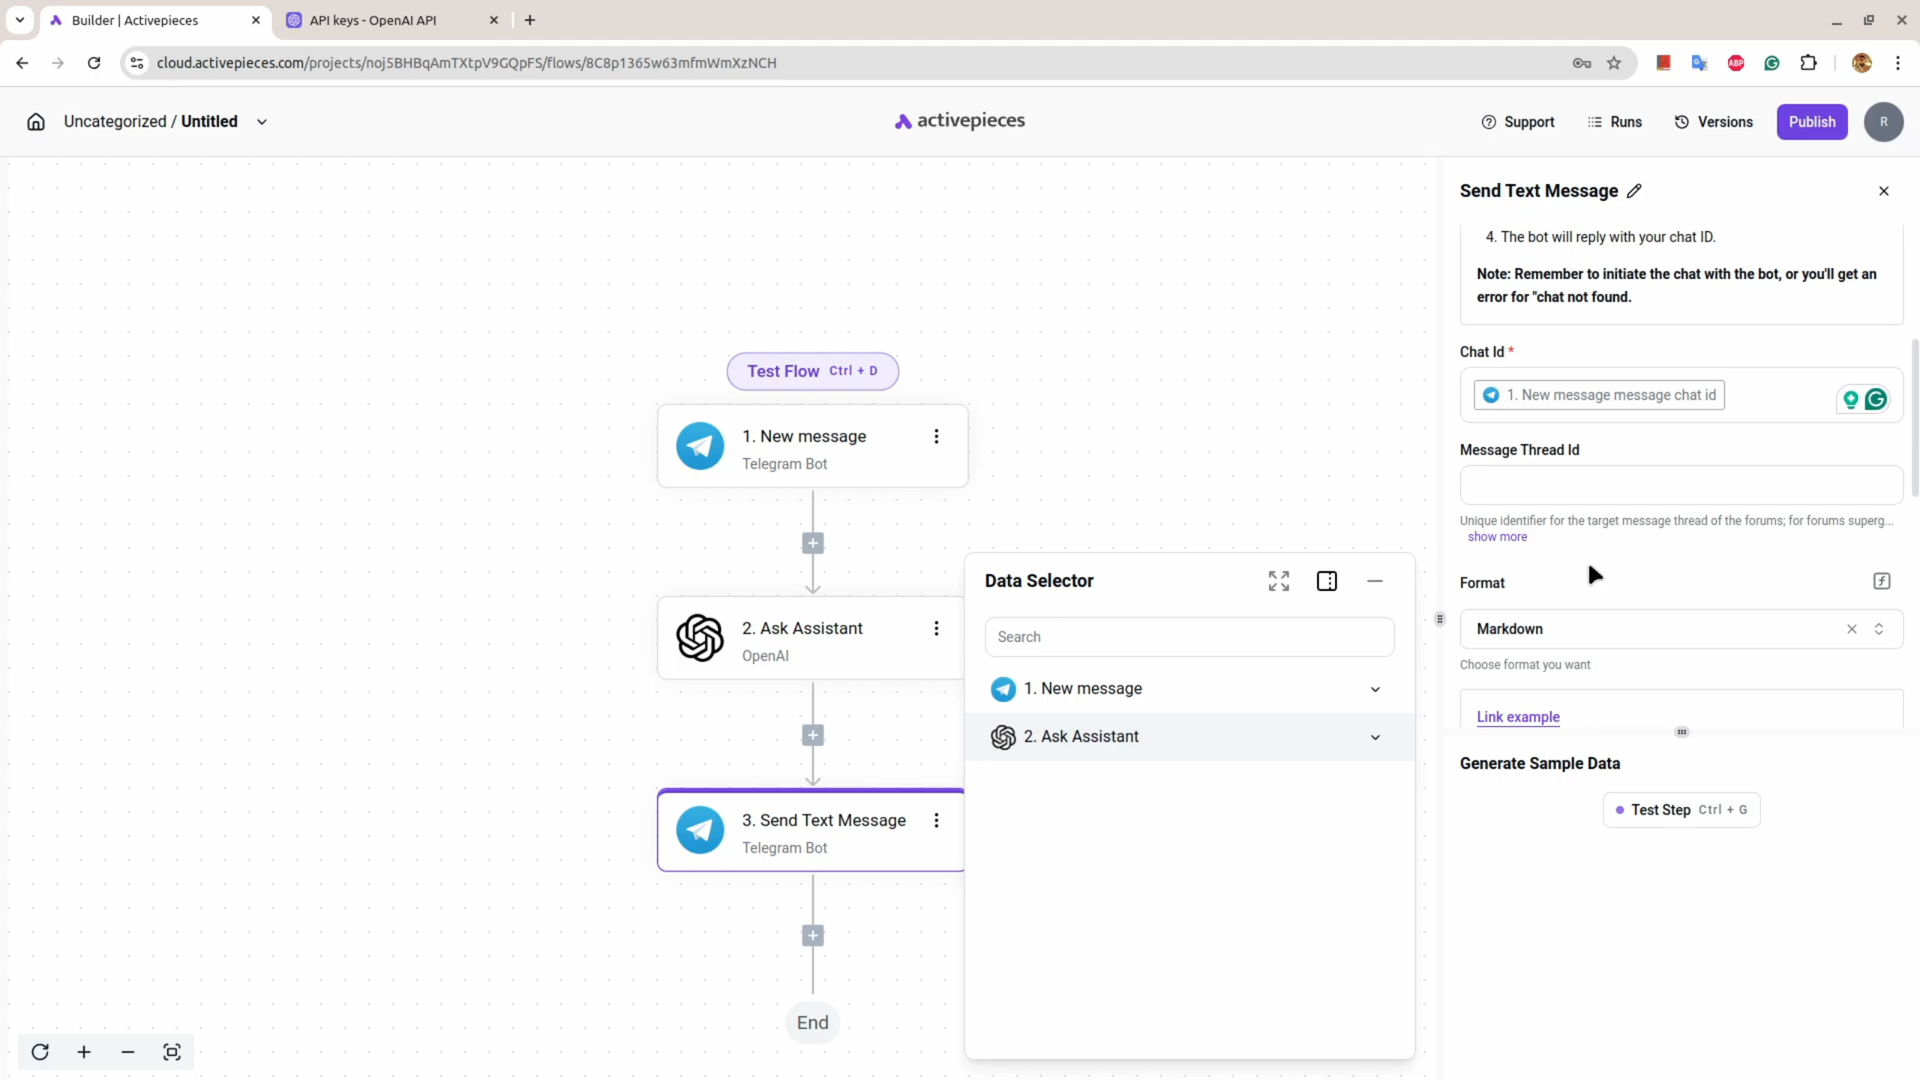 Builder | Activepieces
API keys - OpenAI API
cloud.activepieces.com/projects/noj5BHBqAmTXtpV9GQpFS/flows/8C8p1365w63mfmWmXzNCH
ABP
Uncategorized / Untitled
activepieces
Support
Runs
Versions
Publish
R
Send Text Message
4. The bot will reply with your chat ID.
Note: Remember to initiate the chat with the bot, or you'll get an
error for "chat not found.
Chat Id *
1. New message message chat id
Message Thread Id
Unique identifier for the target message thread of the forums; for forums superg...
show more
Format
Markdown
Choose format you want
Link example
Generate Sample Data
Test Step Ctrl + G
Test Flow Ctrl + D
1. New message
Telegram Bot
2. Ask Assistant
OpenAI
3. Send Text Message
Telegram Bot
End
Data Selector
Search
1. New message
2. Ask Assistant